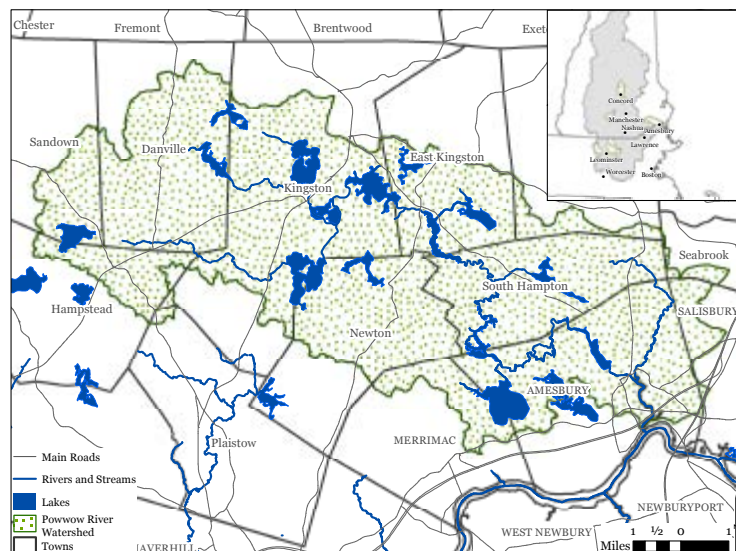 Chester
Fremont
Brentwood
Exe
Concord
Manchester
Nashua
Amesbury
Lawrence
Leominster
Worcester
Boston
Sandown
Danville
East Kingston
Kingston
Seabrook
South Hampton
Hampstead
SALISBURY
Newton
AMESBURY
MERRIMAC
Plaistow
Main Roads
Rivers and Streams
Lakes
Powwow River
Watershed
Towns
AVERHILL
WEST NEWBURY
NEWBURYPORT
Miles 1 ½ 0 1